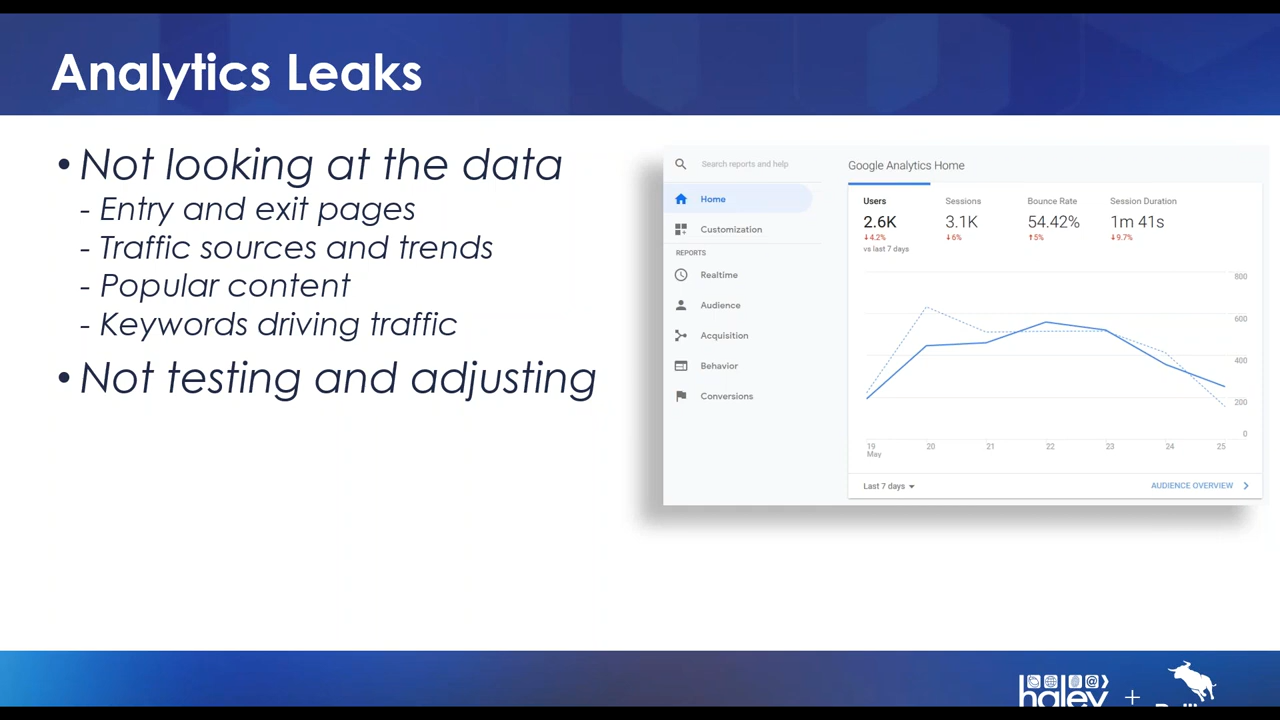 Analytics Leaks
• Not looking at the data
- Entry and exit pages
- Traffic sources and trends
- Popular content
- Keywords driving traffic
• Not testing and adjusting
Search reports and help
Home
Customization
REPORTS
Realtime
Audience
Acquisition
Behavior
Conversions
Google Analytics Home
Users Sessions Bounce Rate Session Duration
2.6K 3.1K 54.42% 1m 41s
↓4.2% ↓6% ↑5% ↓9.7%
vs last 7 days
800
600
400
200
0
19 20 21 22 23 24 25
May
Last 7 days
AUDIENCE OVERVIEW
haley +